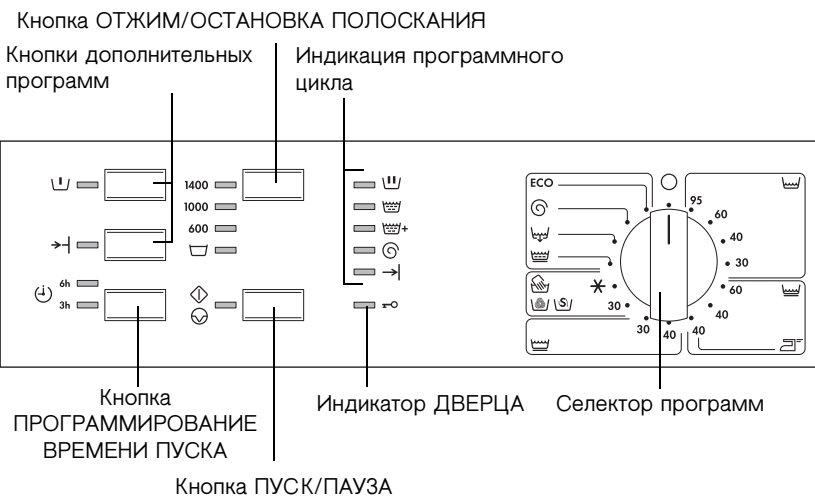 Кнопка ОТЖИМ/ОСТАНОВКА ПОЛОСКАНИЯ
Кнопки дополнительных
программ
Индикация программного
цикла
1400
1000
600
6h
3h
+
ECO
95
60
40
30
60
40
40
40
30
30
S
Кнопка
ПРОГРАММИРОВАНИЕ
ВРЕМЕНИ ПУСКА
Индикатор ДВЕРЦА
Селектор программ
Кнопка ПУСК/ПАУЗА